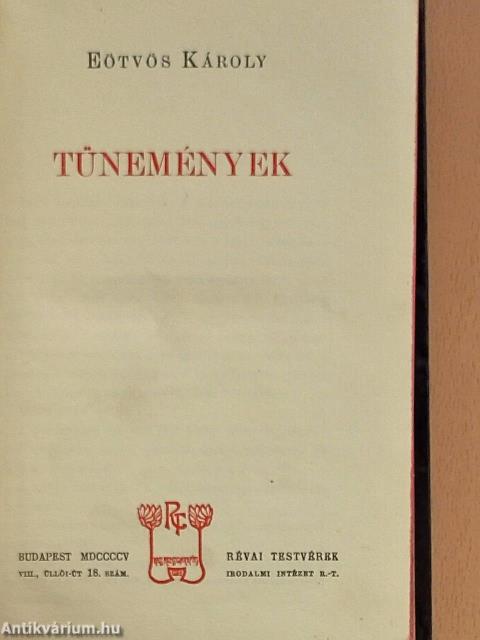 EÖTVÖS KÁROLY
TÜNEMÉNYEK
BUDAPEST MDCCCCV
VIII., ÜLLŐI-ÚT 18. SZÁM.
RÉVAI TESTVÉREK
IRODALMI INTÉZET R.-T.
Antikvárium.hu